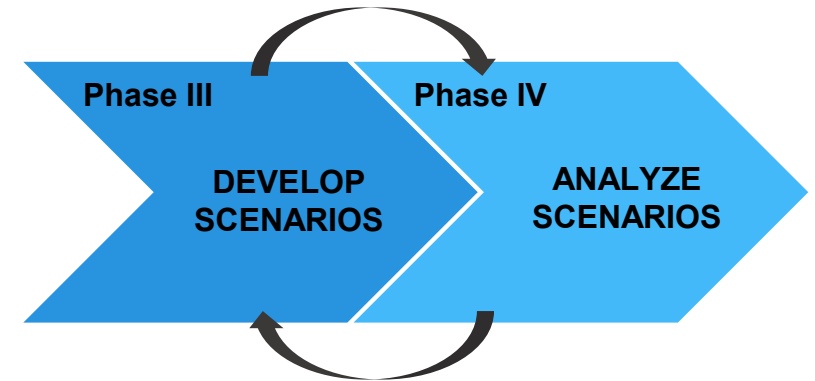 Phase III
DEVELOP
SCENARIOS
Phase IV
ANALYZE
SCENARIOS